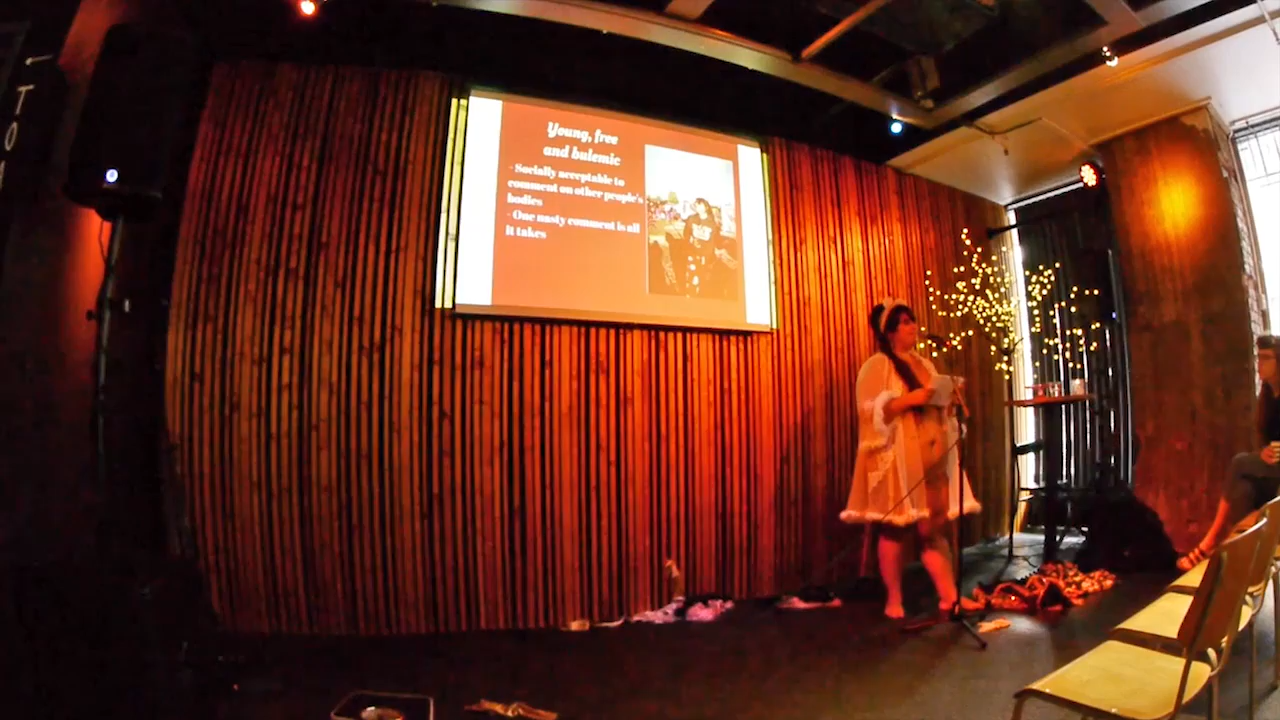 Young, free
and bulemic
- Socially acceptable to
comment on other people's
bodies
- One nasty comment is all
it takes